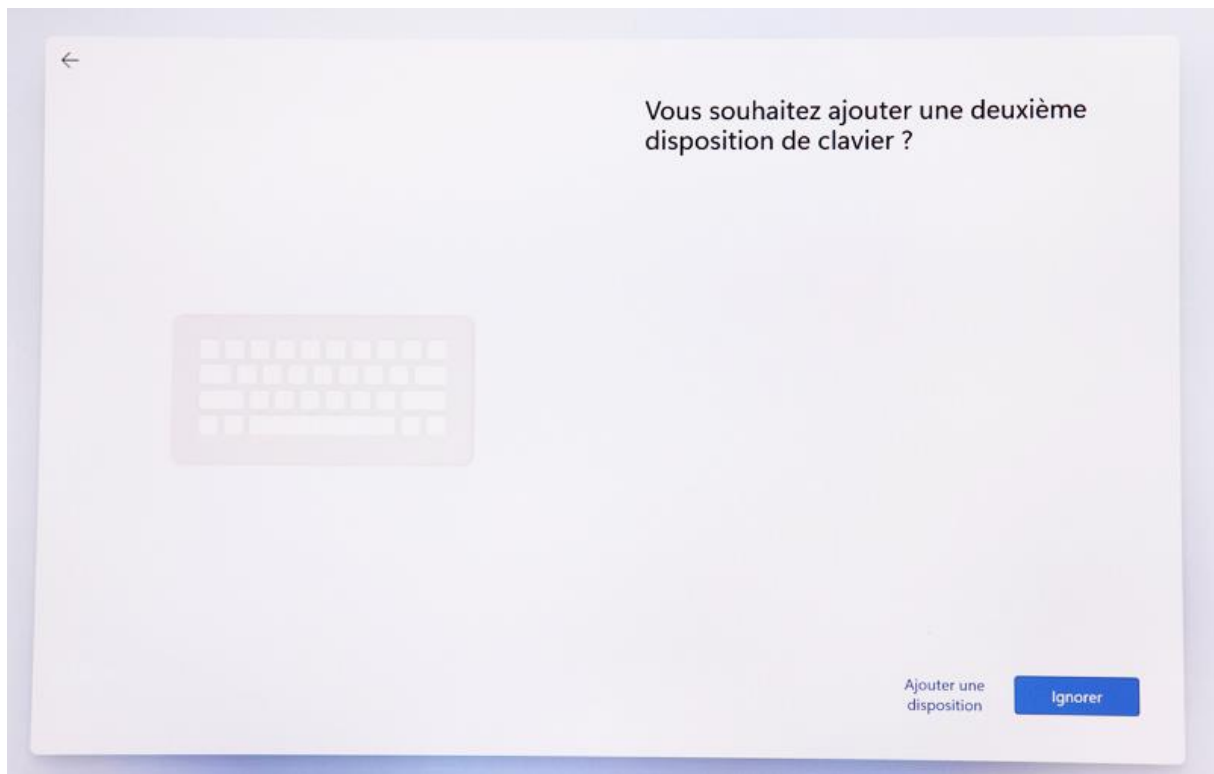 Vous souhaitez ajouter une deuxième
disposition de clavier ?
Ajouter une
disposition
Ignorer